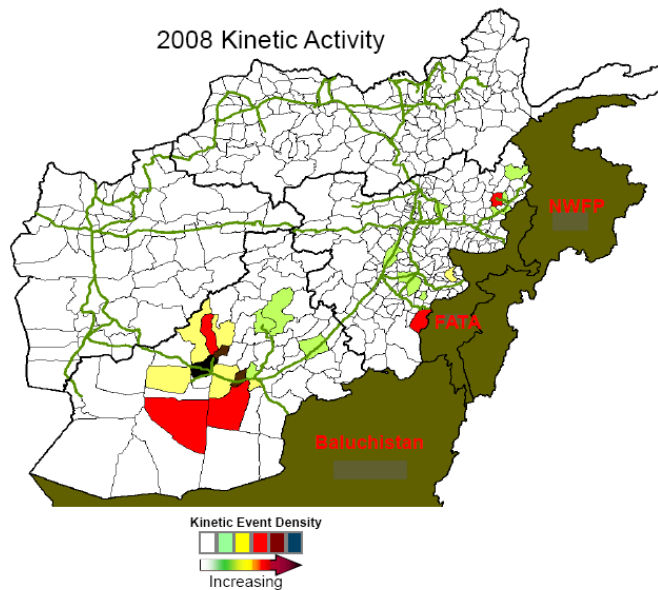 2008 Kinetic Activity
NWFP
FATA
Baluchistan
Kinetic Event Density
Increasing